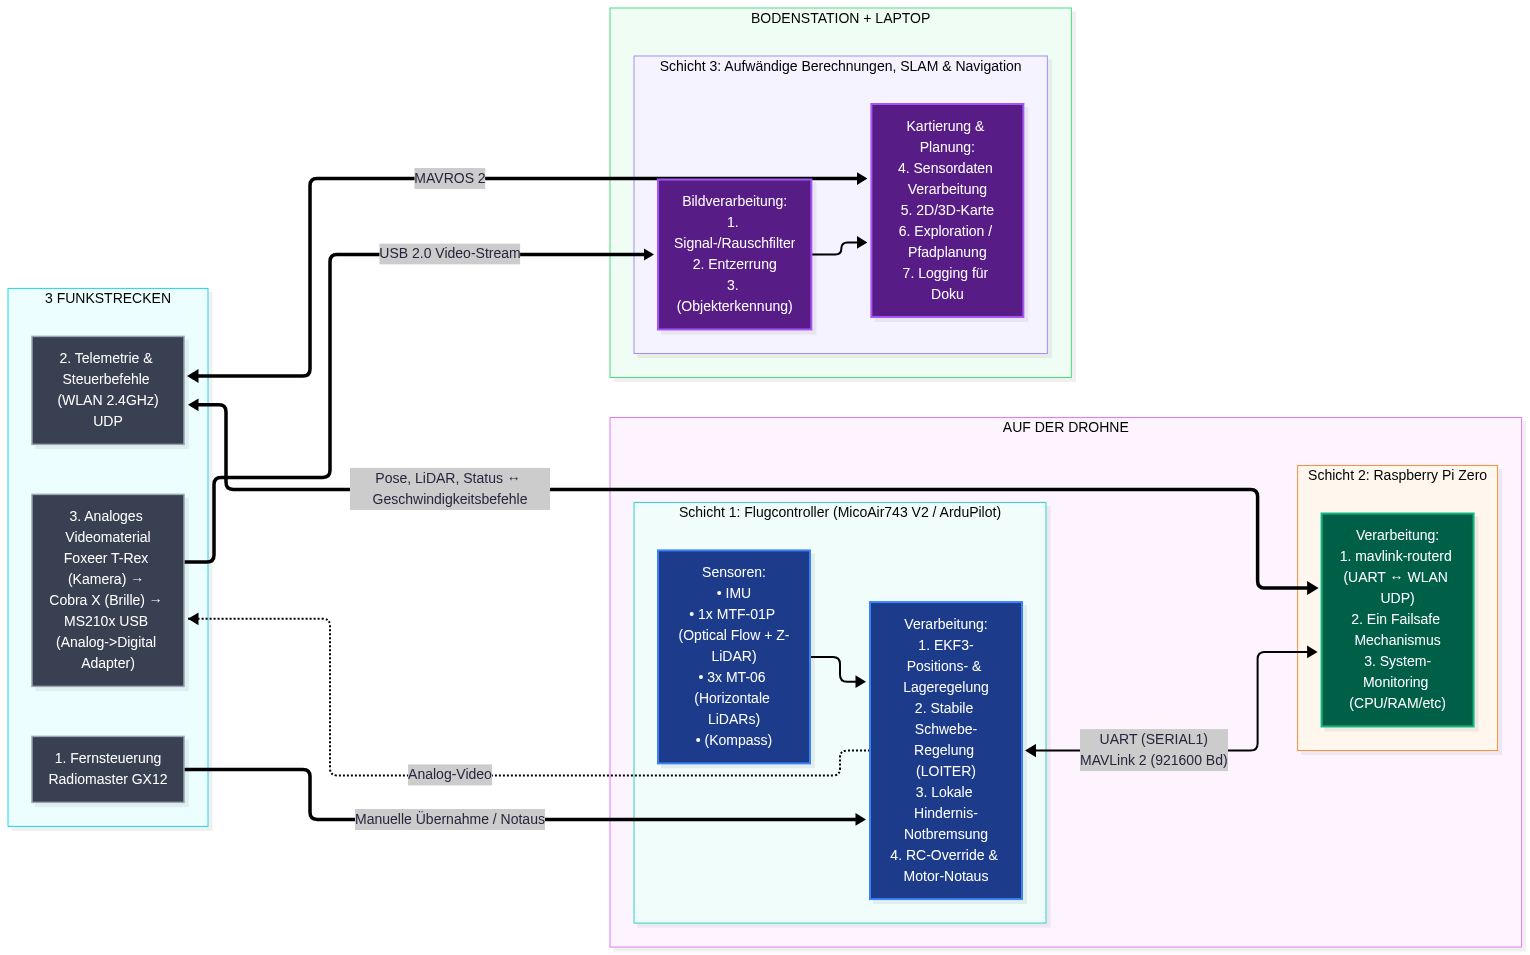 BODENSTATION + LAPTOP
Schicht 3: Aufwändige Berechnungen, SLAM & Navigation
Kartierung &
Planung:
4. Sensordaten
Verarbeitung
5. 2D/3D-Karte
6. Exploration /
Pfadplanung
7. Logging für
Doku
MAVROS 2
Bildverarbeitung:
1.
Signal-/Rauschfilter
2. Entzerrung
3.
(Objekterkennung)
USB 2.0 Video-Stream
3 FUNKSTRECKEN
2. Telemetrie &
Steuerbefehle
(WLAN 2.4GHz)
UDP
3. Analoges
Videomaterial
Foxeer T-Rex
(Kamera) →
Cobra X (Brille) →
MS210x USB
(Analog->Digital
Adapter)
1. Fernsteuerung
Radiomaster GX12
Pose, LiDAR, Status ↔
Geschwindigkeitsbefehle
Analog-Video
Manuelle Übernahme / Notaus
AUF DER DROHNE
Schicht 1: Flugcontroller (MicoAir743 V2 / ArduPilot)
Sensoren:
• IMU
• 1x MTF-01P
(Optical Flow + Z-
LiDAR)
• 3x MT-06
(Horizontale
LiDARs)
• (Kompass)
Verarbeitung:
1. EKF3-
Positions- &
Lageregelung
2. Stabile
Schwebe-
Regelung
(LOITER)
3. Lokale
Hindernis-
Notbremsung
4. RC-Override &
Motor-Notaus
UART (SERIAL1)
MAVLink 2 (921600 Bd)
Schicht 2: Raspberry Pi Zero
Verarbeitung:
1. mavlink-routerd
(UART ↔ WLAN
UDP)
2. Ein Failsafe
Mechanismus
3. System-
Monitoring
(CPU/RAM/etc)